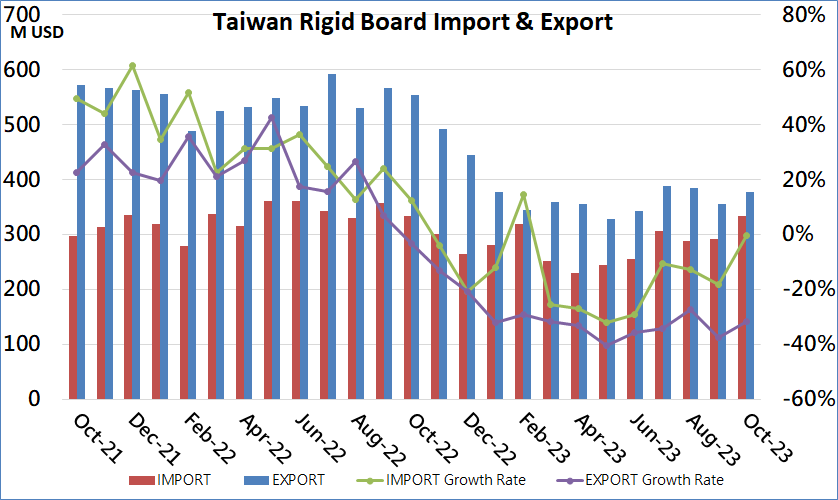 Taiwan Rigid Board Import & Export
M USD
700
600
500
400
300
200
100
0
80%
60%
40%
20%
0%
-20%
-40%
-60%
Oct-21
Dec-21
Feb-22
Apr-22
Jun-22
Aug-22
Oct-22
Dec-22
Feb-23
Apr-23
Jun-23
Aug-23
Oct-23
IMPORT
EXPORT
IMPORT Growth Rate
EXPORT Growth Rate